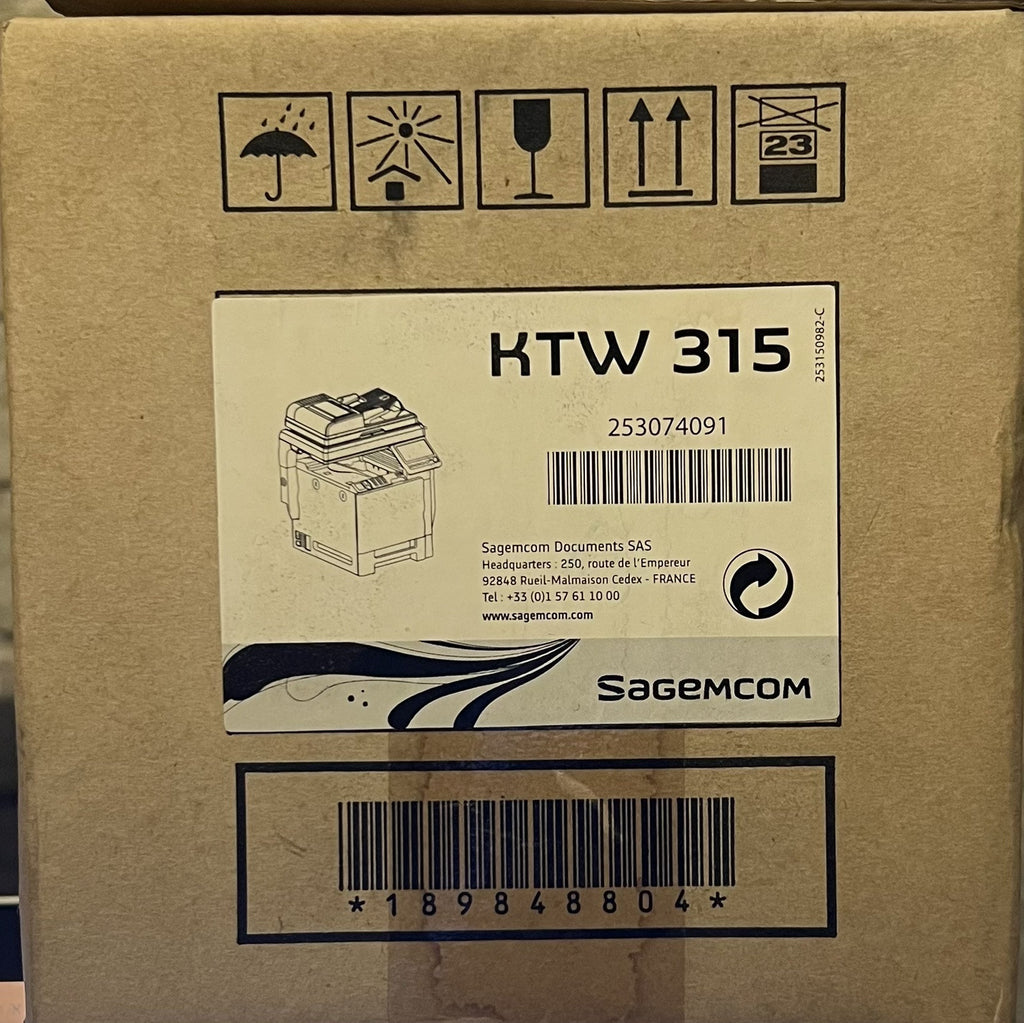 23
KTW 315
253150982-C
253074091
Sagemcom Documents SAS
Headquarters : 250, route de l'Empereur
92848 Rueil-Malmaison Cedex - FRANCE
Tel : +33 (0)1 57 61 10 00
www.sagemcom.com
SAGEMCOM
*189848804*